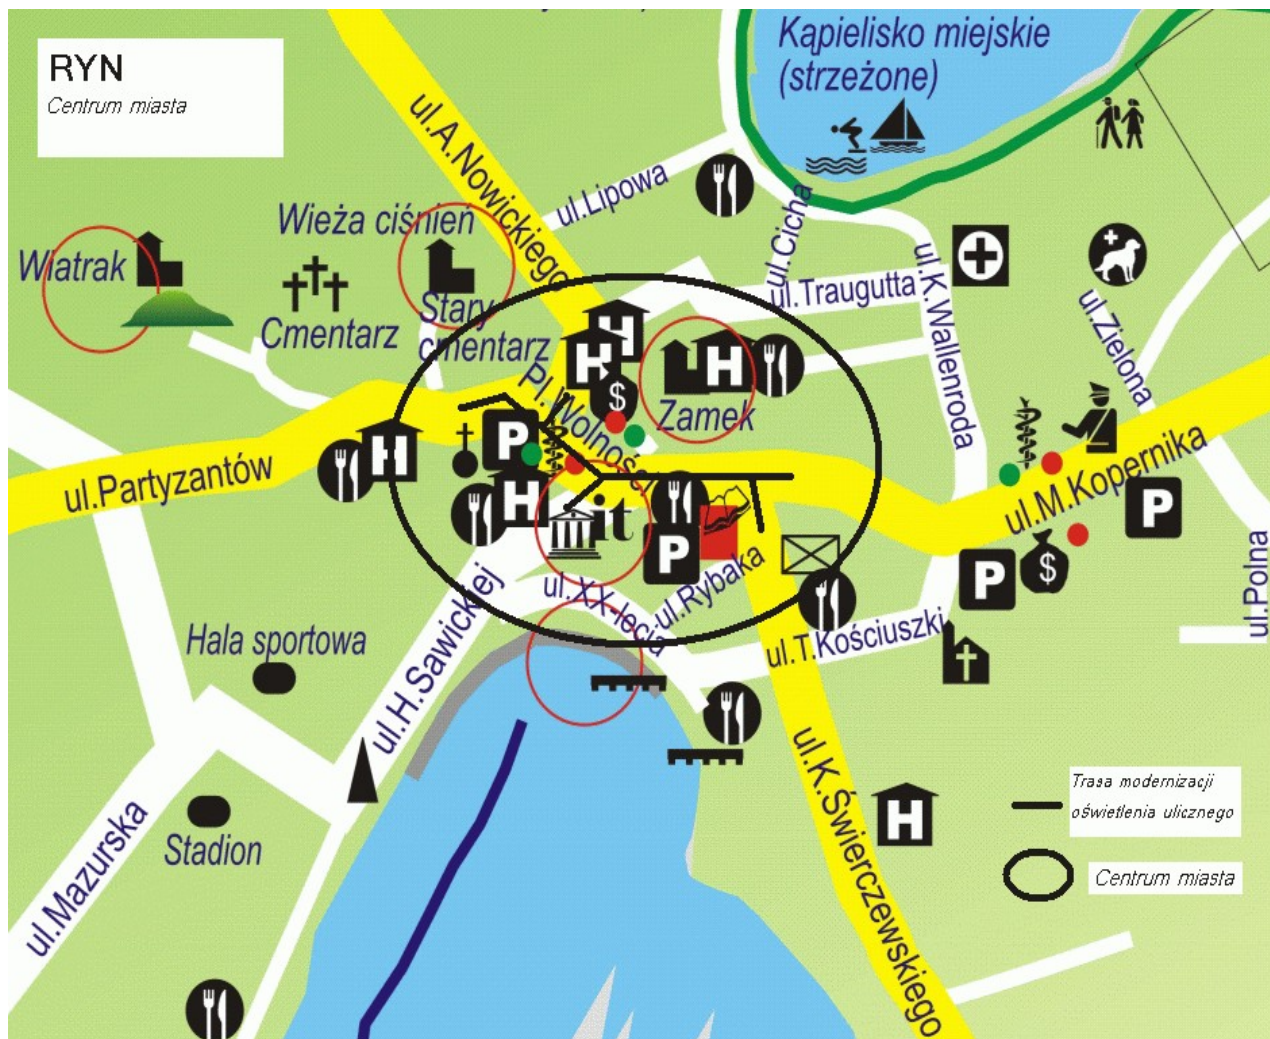 RYN
Centrum miasta
Kąpielisko miejskie
(strzeżone)
ul.A.Nowickiego
ul.Lipowa
ul.Cicha
Wieża ciśnień
Wiatrak
ul.K.Wallenroda
ul.Traugutta
ul.Zielona
Cmentarz
Stary
cmentarz
H
H
H
$
Pl.Wolności
Zamek
P
H
ul.Partyzantów
H
it
P
ul.M.Kopernika
P
P
$
ul.Rybaka
ul.XX-lecia
ul.T.Kościuszki
ul.Polna
Hala sportowa
ul.H.Sawickiej
Stadion
ul.Mazurska
ul.K.Świerczewskiego
H
Trasa modernizacji
oświetlenia ulicznego
Centrum miasta